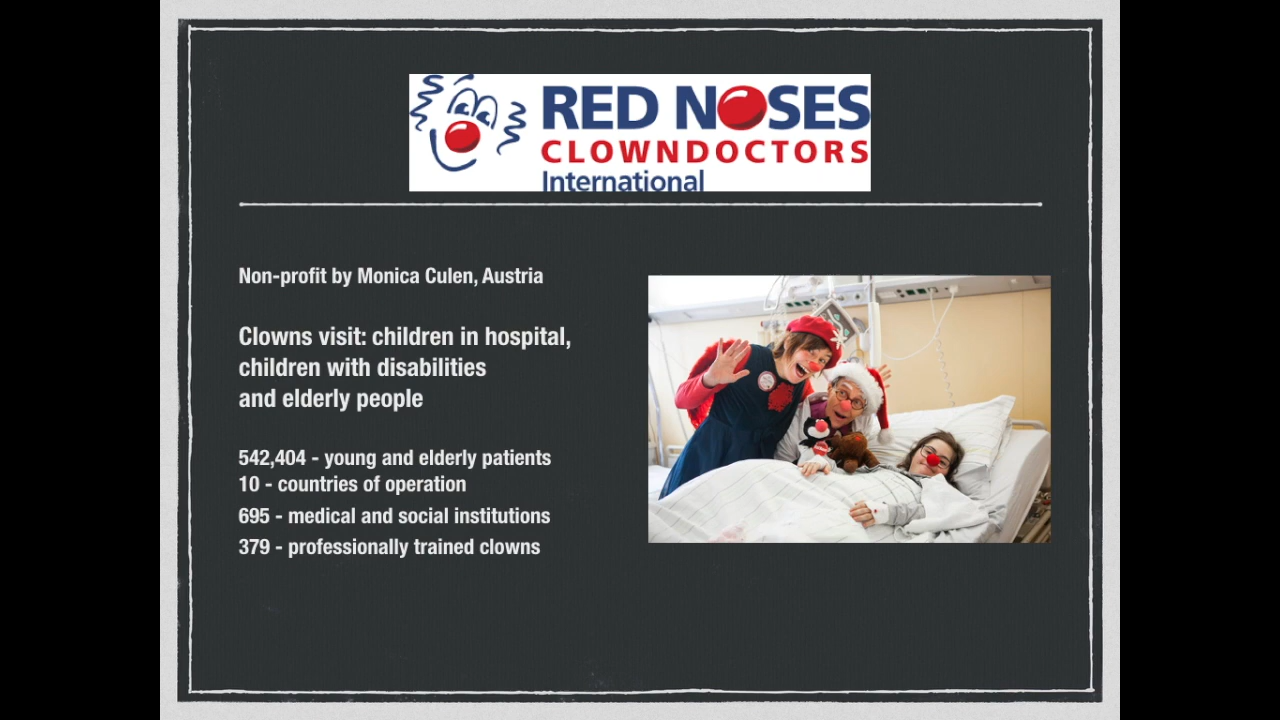 RED NOSES
CLOWNDOCTORS
International
Non-profit by Monica Culen, Austria
Clowns visit: children in hospital,
children with disabilities
and elderly people
542,404 - young and elderly patients
10 - countries of operation
695 - medical and social institutions
379 - professionally trained clowns